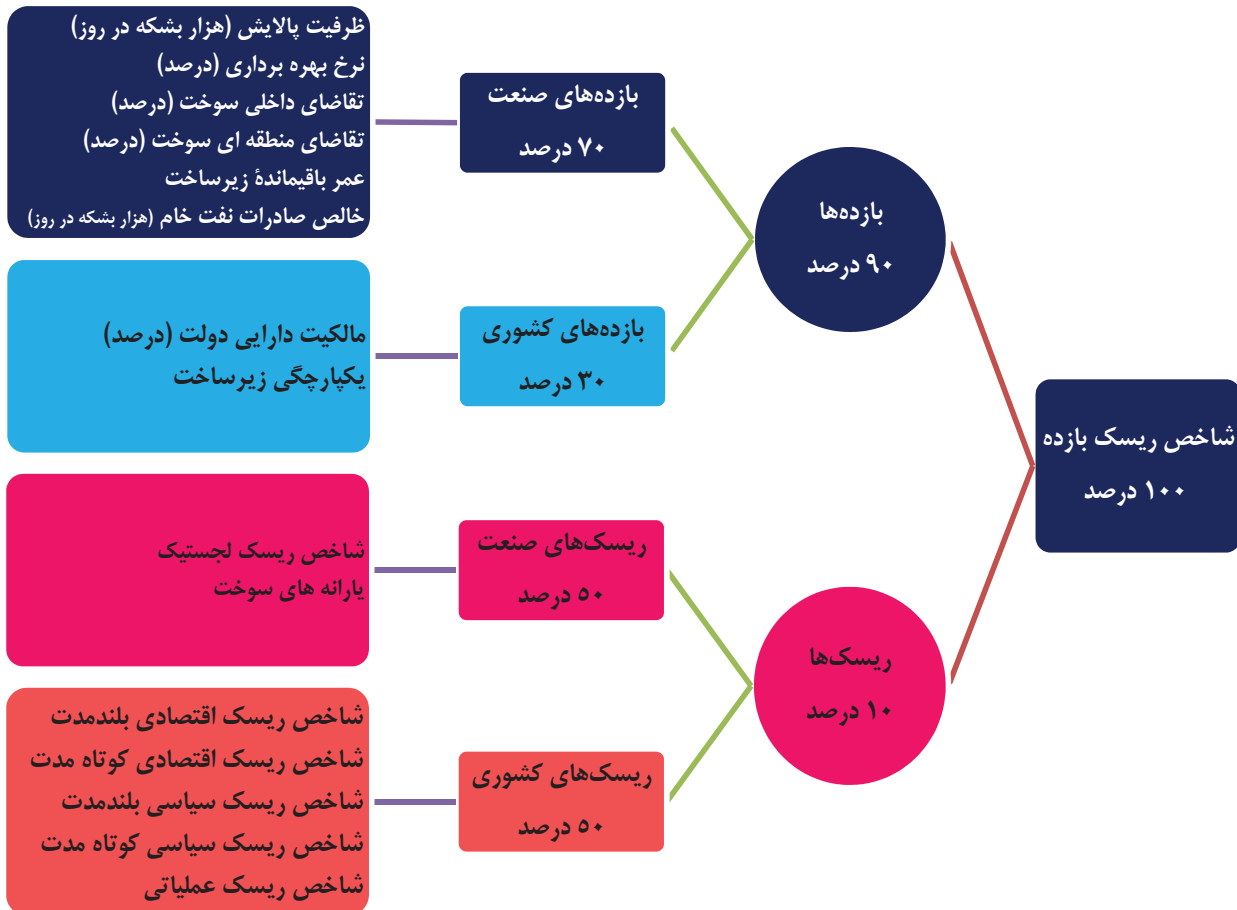 شاخص ریسک بازده
۱۰۰ درصد
بازده‌ها
۹۰ درصد
بازده‌های صنعت
۷۰ درصد
ظرفیت پالایش (هزار بشکه در روز)
نرخ بهره برداری (درصد)
تقاضای داخلی سوخت (درصد)
تقاضای منطقه ای سوخت (درصد)
عمر باقیماندهٔ زیرساخت
خالص صادرات نفت خام (هزار بشکه در روز)
بازده‌های کشوری
۳۰ درصد
مالکیت دارایی دولت (درصد)
یکپارچگی زیرساخت
ریسک‌ها
۱۰ درصد
ریسک‌های صنعت
۵۰ درصد
شاخص ریسک لجستیک
یارانه های سوخت
ریسک‌های کشوری
۵۰ درصد
شاخص ریسک اقتصادی بلندمدت
شاخص ریسک اقتصادی کوتاه مدت
شاخص ریسک سیاسی بلندمدت
شاخص ریسک سیاسی کوتاه مدت
شاخص ریسک عملیاتی